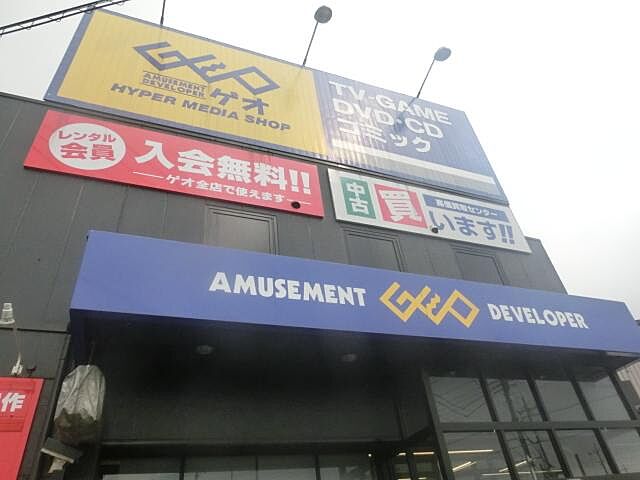 GEO
AMUSEMENT
DEVELOPER
ゲオ
HYPER MEDIA SHOP
TV・GAME
DVD・CD
コミック
レンタル
会員
入会無料!!
ゲオ全店で使えます
中古
買
高価買取センター
います!!
AMUSEMENT GEO DEVELOPER
作